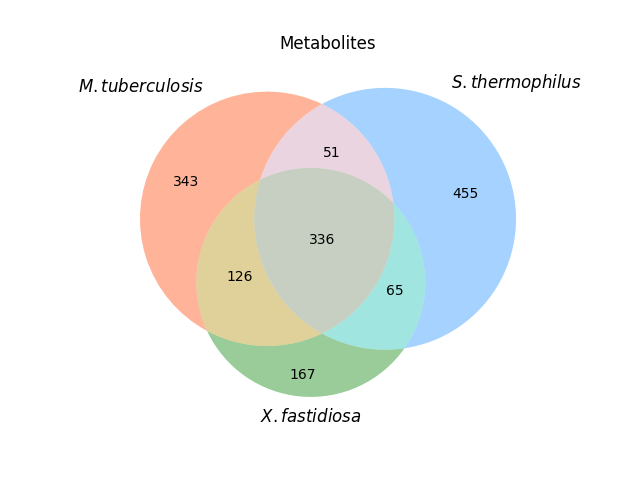 Metabolites
M. tuberculosis
S. thermophilus
51
343
455
336
126
65
167
X. fastidiosa